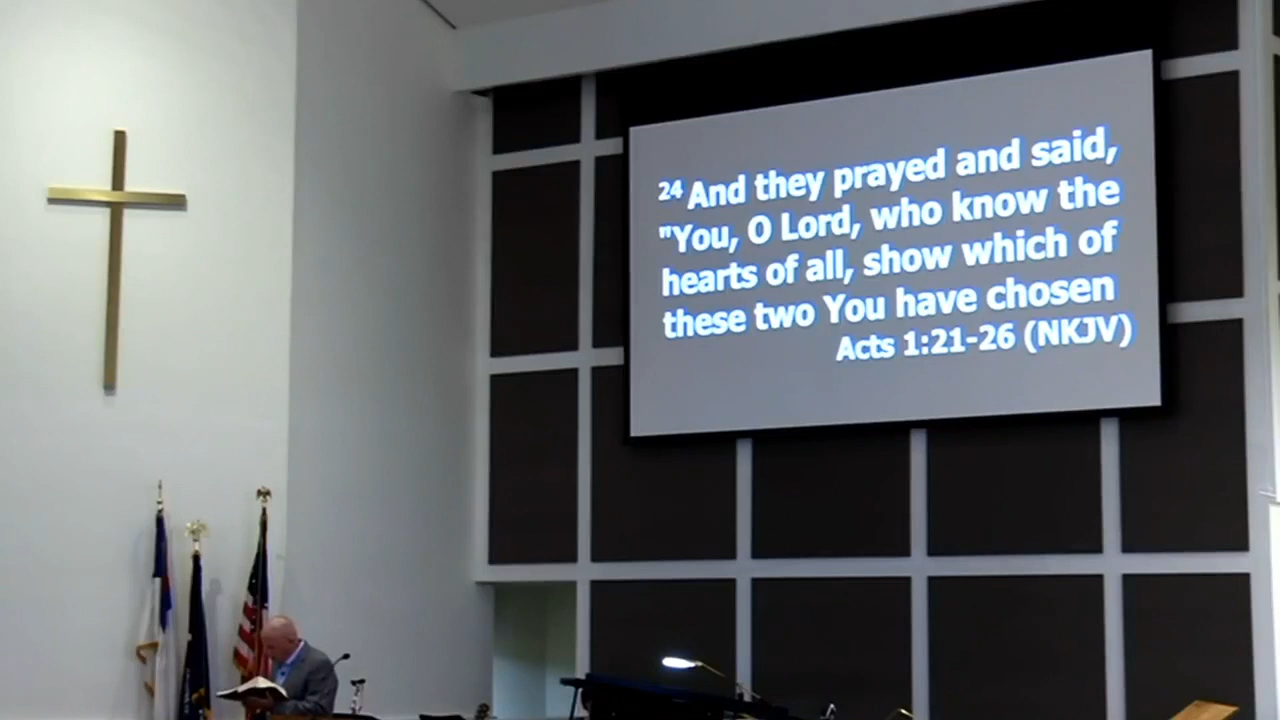 24 And they prayed and said,
"You, O Lord, who know the
hearts of all, show which of
these two You have chosen
Acts 1:21-26 (NKJV)